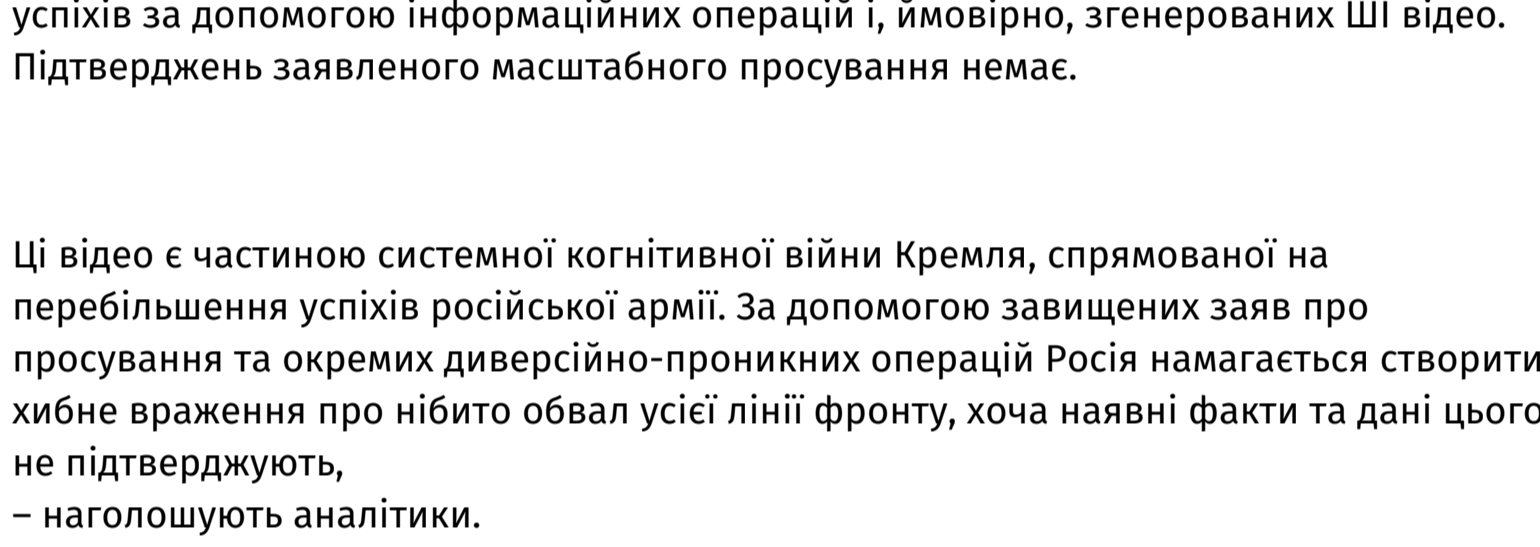 успіхів за допомогою інформаційних операцій і, ймовірно, згенерованих ШІ відео.
Підтверджень заявленого масштабного просування немає.
Ці відео є частиною системної когнітивної війни Кремля, спрямованої на
перебільшення успіхів російської армії. За допомогою завищених заяв про
просування та окремих диверсійно-проникних операцій Росія намагається створити
хибне враження про нібито обвал усієї лінії фронту, хоча наявні факти та дані цього
не підтверджують,
– наголошують аналітики.